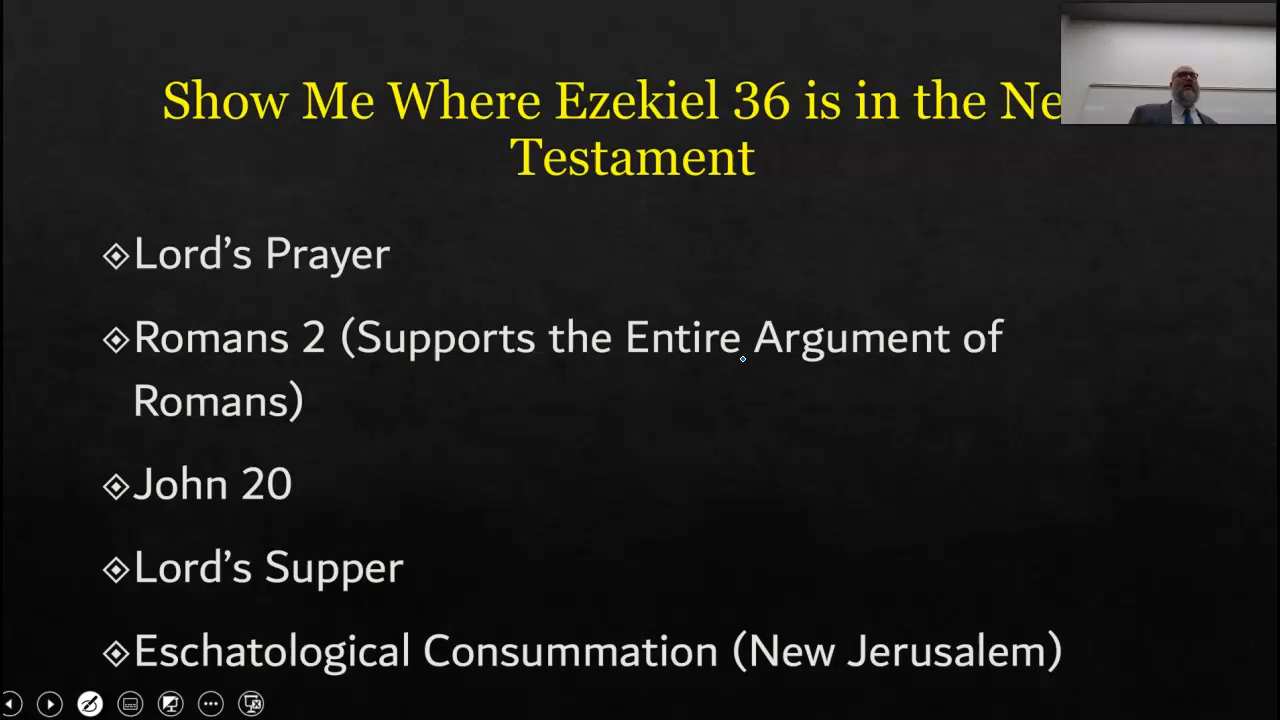 Show Me Where Ezekiel 36 is in the Ne
Testament
Lord's Prayer
Romans 2 (Supports the Entire Argument of
Romans)
John 20
Lord's Supper
Eschatological Consummation (New Jerusalem)